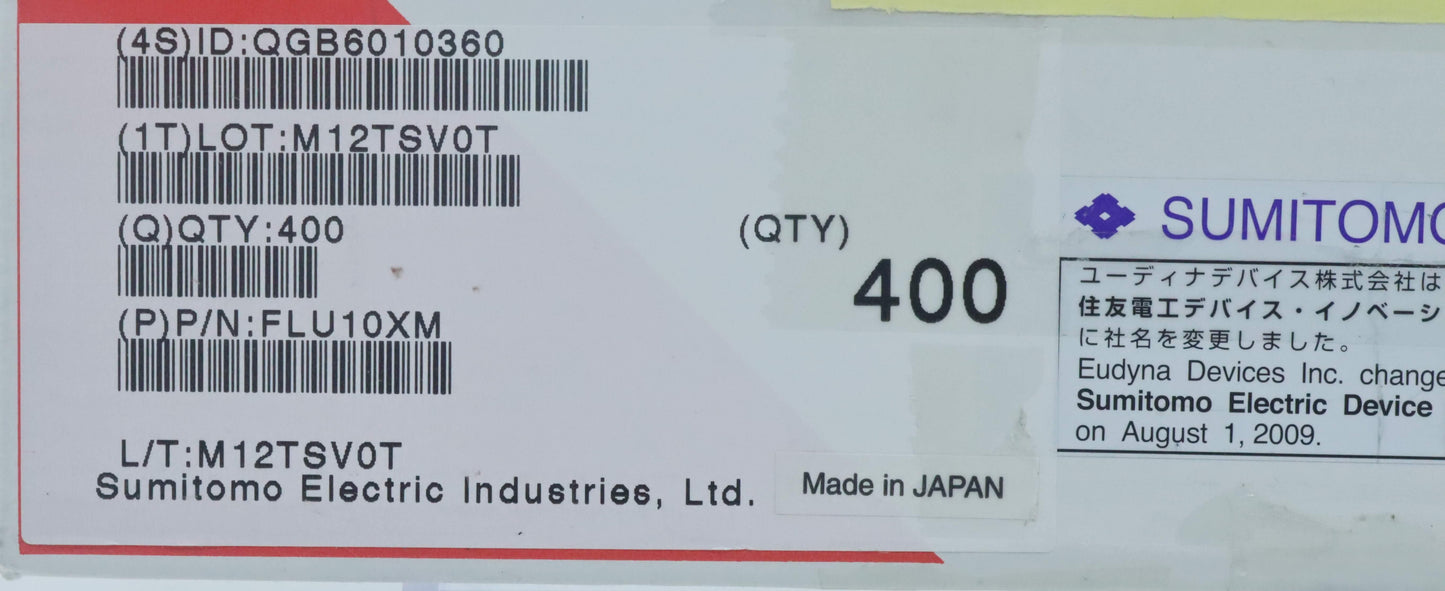 (4S)ID:QGB6010360
(1T)LOT:M12TSV0T
(Q)QTY:400
(QTY)
400
(P)P/N:FLU10XM
L/T:M12TSV0T
Sumitomo Electric Industries, Ltd.
Made in JAPAN
SUMITOMO
ユーディナデバイス株式会社は
住友電工デバイス・イノベーシ
に社名を変更しました。
Eudyna Devices Inc. change
Sumitomo Electric Device
on August 1, 2009.